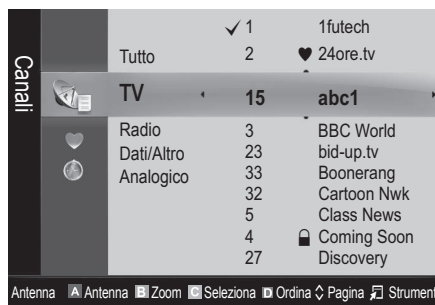 Canali
1 1futech
Tutto 2 24ore.tv
TV 15 abc1
Radio 3 BBC World
Dati/Altro 23 bid-up.tv
Analogico 33 Boonerang
32 Cartoon Nwk
5 Class News
4 Coming Soon
27 Discovery
Antenna A Antenna B Zoom C Seleziona D Ordina Pagina Strument